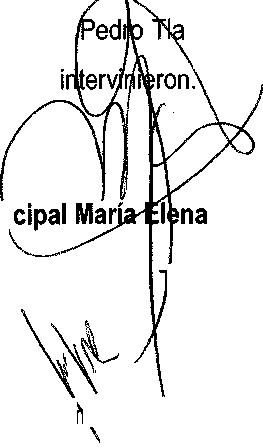 Pedro Tla
intervinieron.
cipal María Elena